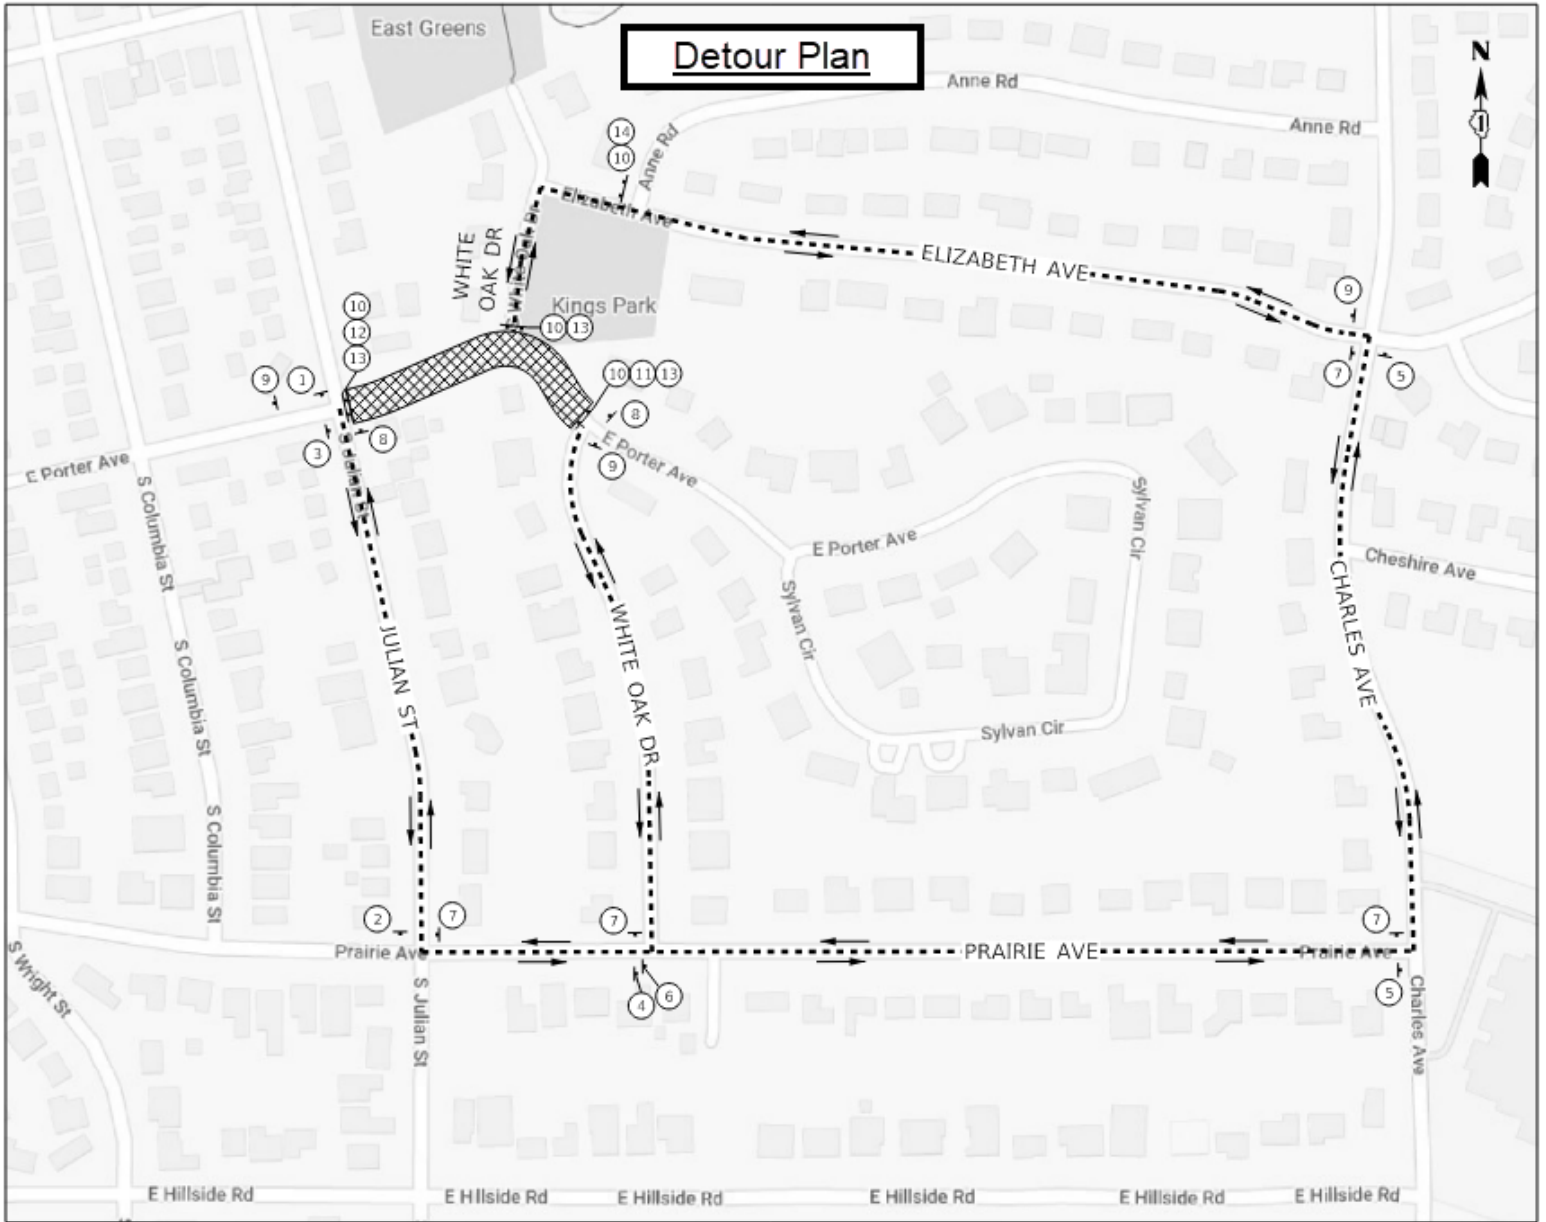 East Greens
Detour Plan
N
1
Anne Rd
Anne Rd
Anne Rd
14
10
Elizabeth Ave
WHITE
OAK DR
ELIZABETH AVE
Kings Park
9
10
12
13
10 13
7
5
9 1
10 11 13
8
3
8
9
E Porter Ave
E Porter Ave
S Columbia St
E Porter Ave
Sylvan Cir
Cheshire Ave
CHARLES AVE
Sylvan Cir
JULIAN ST
WHITE OAK DR
S Columbia St
Sylvan Cir
S Columbia St
2
7
7
7
Prairie Ave
PRAIRIE AVE
Prairie Ave
S Wright St
4
6
5
S Julian St
Charles Ave
E Hillside Rd
E Hillside Rd
E Hillside Rd
E Hillside Rd
E Hillside Rd
E Hillside Rd